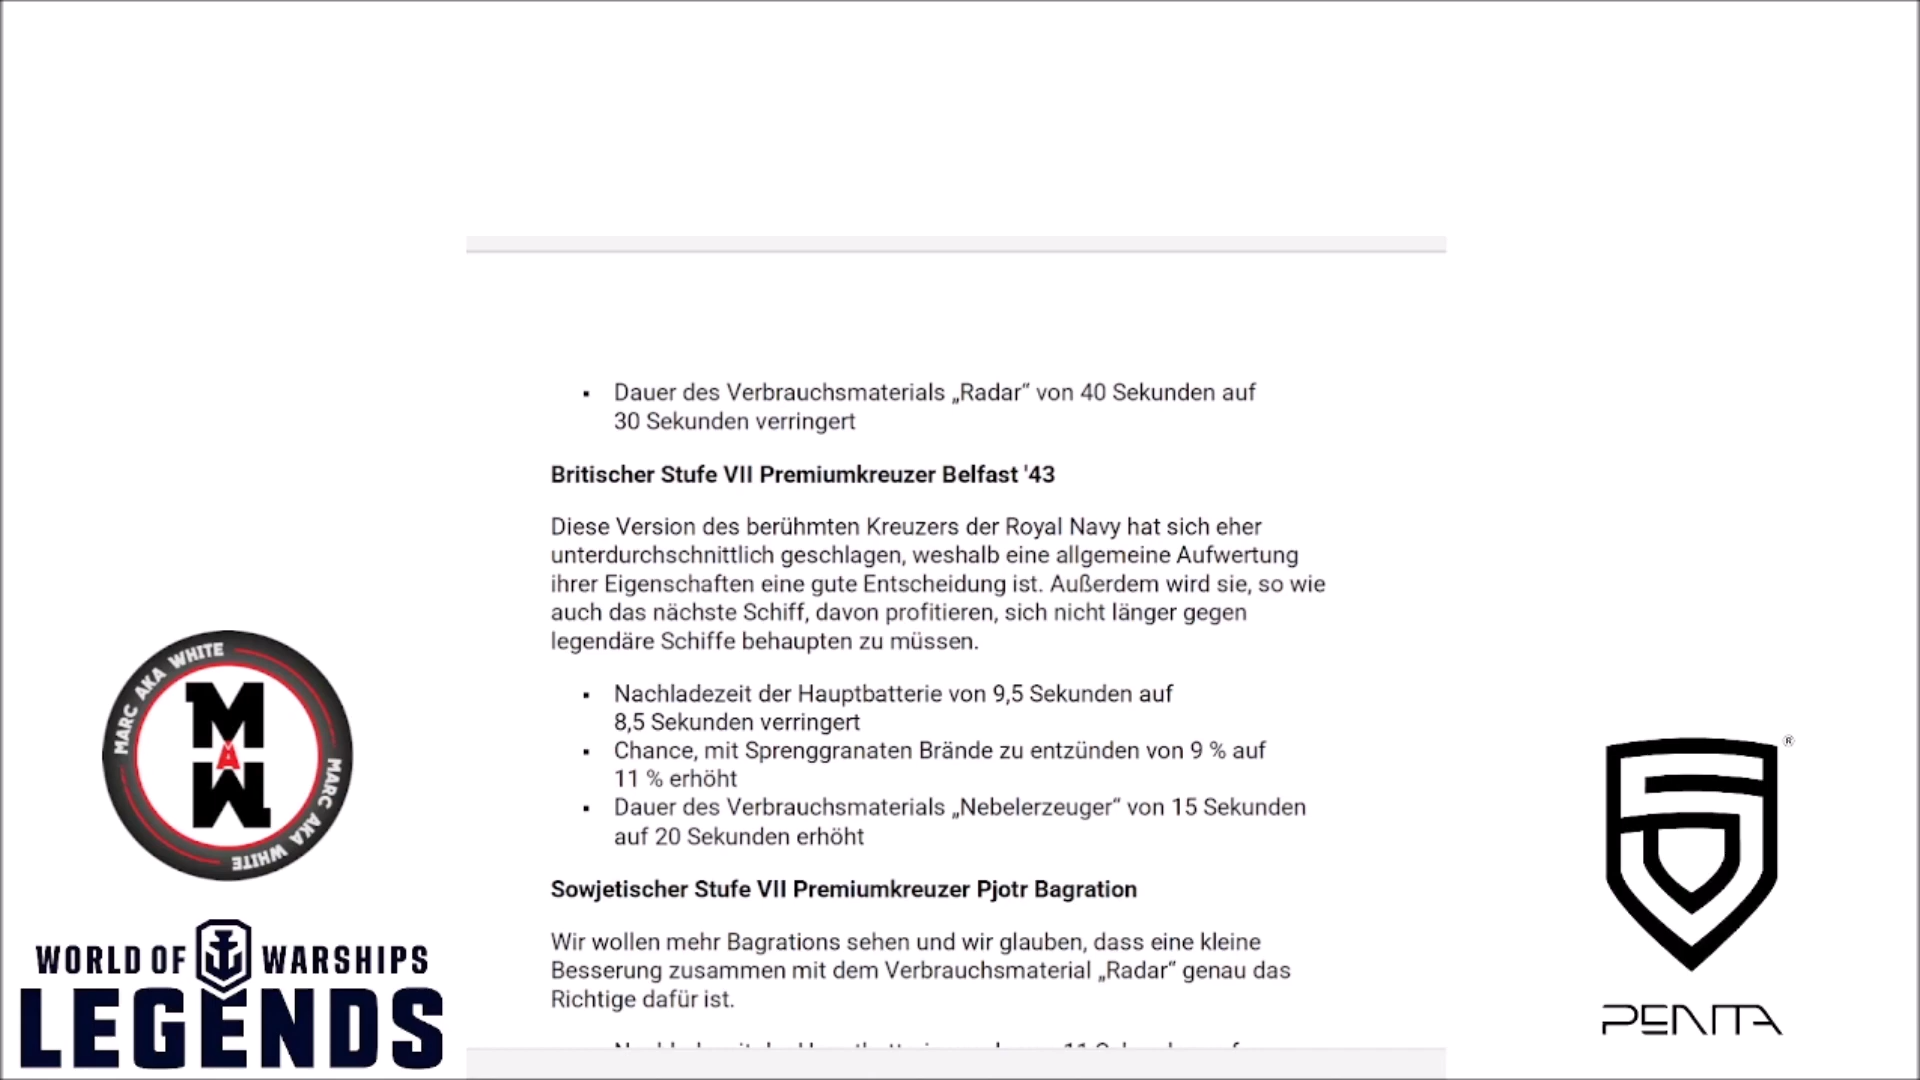 ▪ Dauer des Verbrauchsmaterials „Radar“ von 40 Sekunden auf
30 Sekunden verringert
Britischer Stufe VII Premiumkreuzer Belfast '43
Diese Version des berühmten Kreuzers der Royal Navy hat sich eher
unterdurchschnittlich geschlagen, weshalb eine allgemeine Aufwertung
ihrer Eigenschaften eine gute Entscheidung ist. Außerdem wird sie, so wie
auch das nächste Schiff, davon profitieren, sich nicht länger gegen
legendäre Schiffe behaupten zu müssen.
▪ Nachladezeit der Hauptbatterie von 9,5 Sekunden auf
8,5 Sekunden verringert
▪ Chance, mit Sprenggranaten Brände zu entzünden von 9 % auf
11 % erhöht
▪ Dauer des Verbrauchsmaterials „Nebelerzeuger“ von 15 Sekunden
auf 20 Sekunden erhöht
Sowjetischer Stufe VII Premiumkreuzer Pjotr Bagration
Wir wollen mehr Bagrations sehen und wir glauben, dass eine kleine
Besserung zusammen mit dem Verbrauchsmaterial „Radar“ genau das
Richtige dafür ist.
MARC AKA WHITE
M
A
W
MARC AKA WHITE
WORLD OF WARSHIPS
LEGENDS
®
PENTA